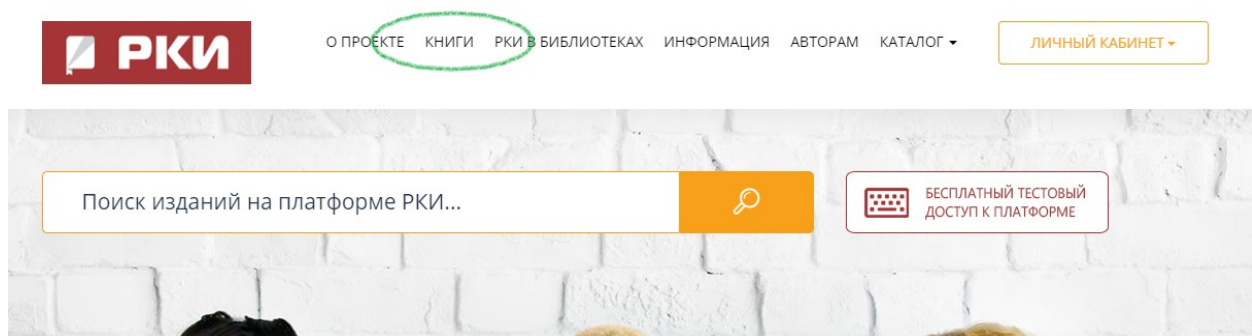 РКИ
О ПРОЕКТЕ КНИГИ РКИ В БИБЛИОТЕКАХ ИНФОРМАЦИЯ АВТОРАМ КАТАЛОГ
ЛИЧНЫЙ КАБИНЕТ
Поиск изданий на платформе РКИ...
БЕСПЛАТНЫЙ ТЕСТОВЫЙ
ДОСТУП К ПЛАТФОРМЕ